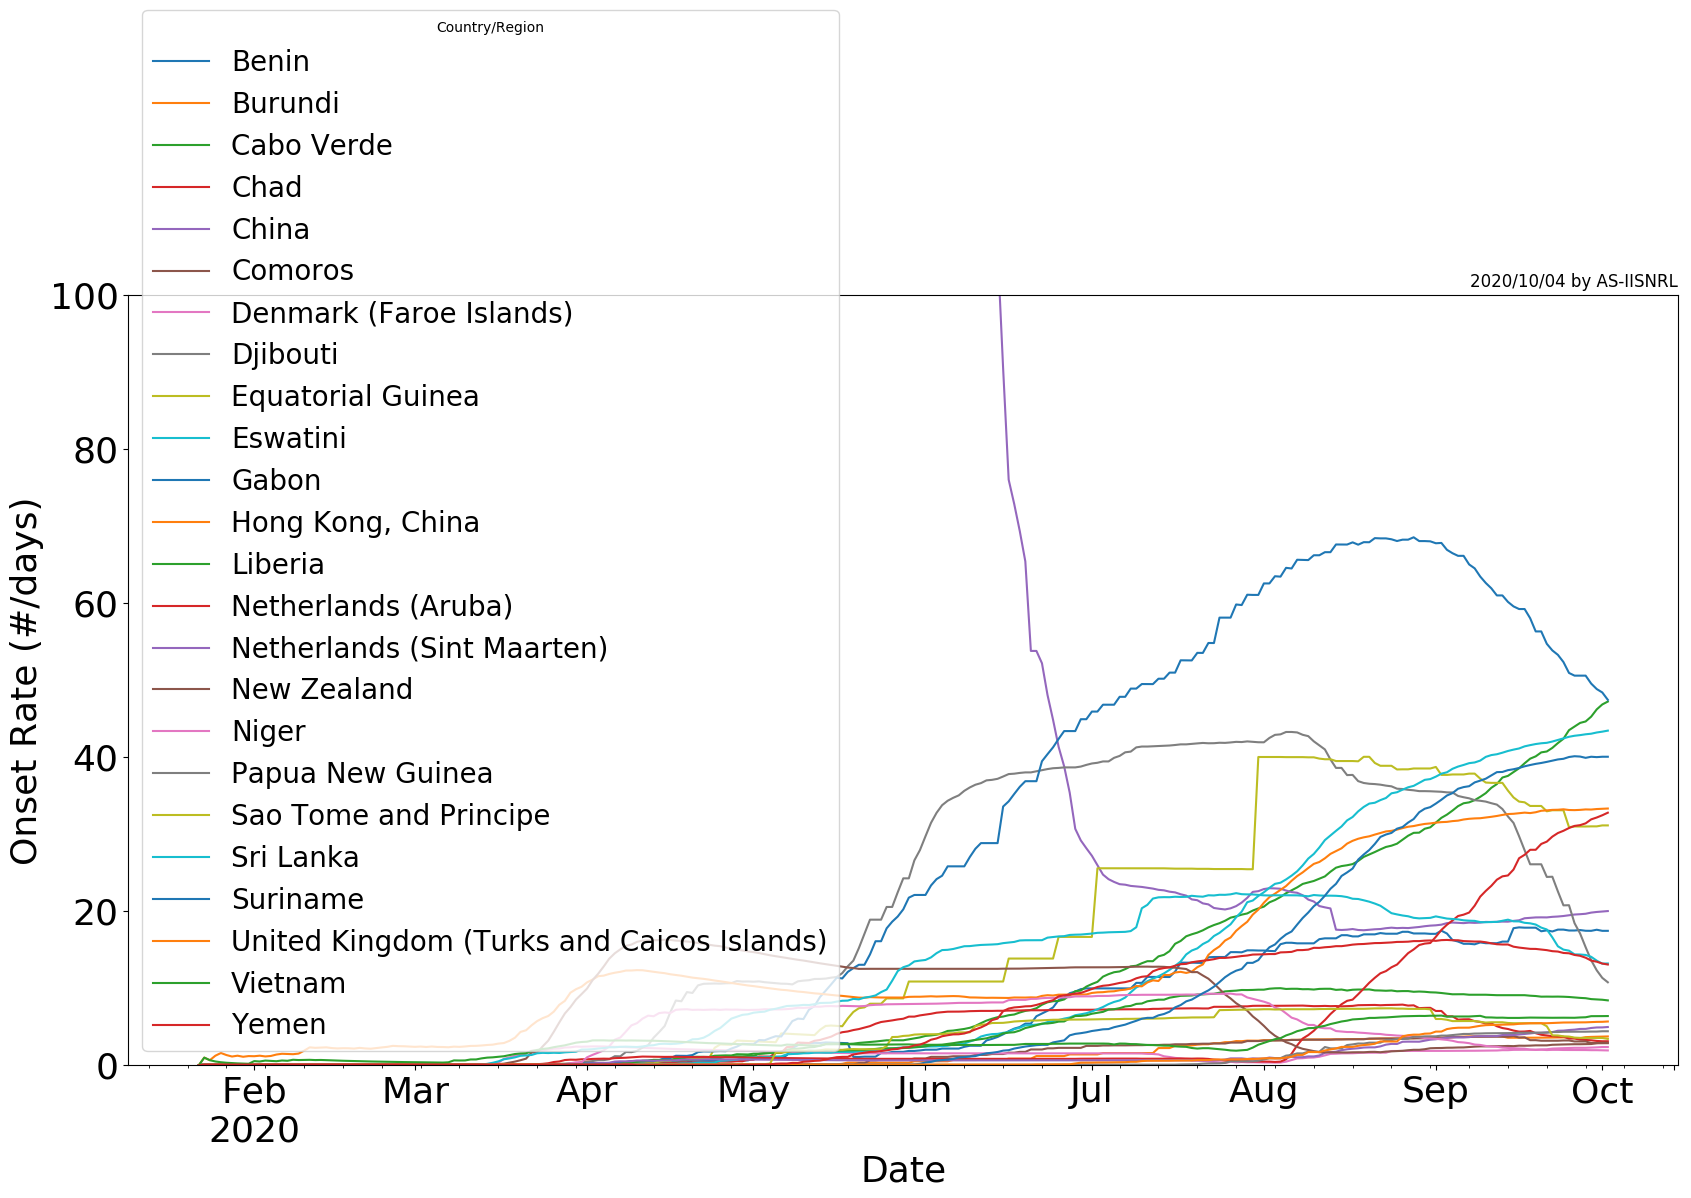 Country/Region
Benin
Burundi
Cabo Verde
Chad
China
Comoros
Denmark (Faroe Islands)
Djibouti
Equatorial Guinea
Eswatini
Gabon
Hong Kong, China
Liberia
Netherlands (Aruba)
Netherlands (Sint Maarten)
New Zealand
Niger
Papua New Guinea
Sao Tome and Principe
Sri Lanka
Suriname
United Kingdom (Turks and Caicos Islands)
Vietnam
Yemen
2020/10/04 by AS-IISNRL
100
80
60
40
20
0
Onset Rate (#/days)
Feb Mar Apr May Jun Jul Aug Sep Oct
2020
Date